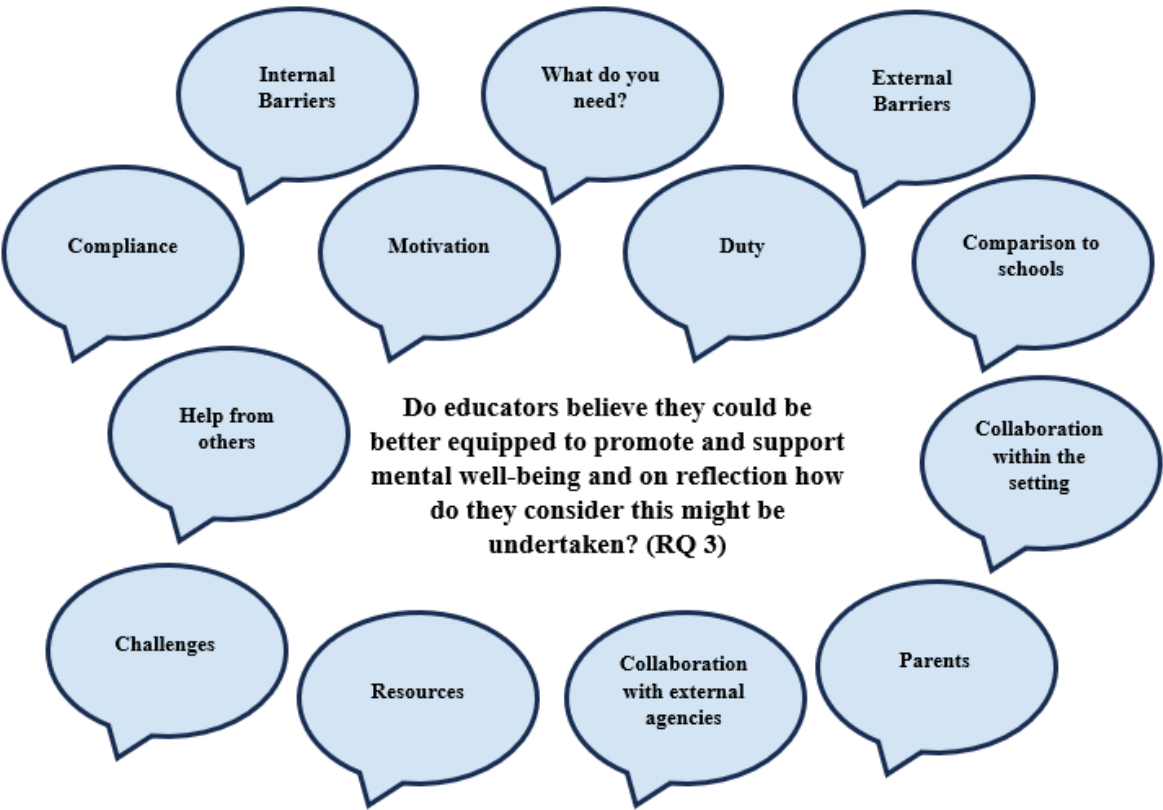 Internal
Barriers
What do you
need?
External
Barriers
Compliance
Motivation
Duty
Comparison to
schools
Help from
others
Do educators believe they could be
better equipped to promote and support
mental well-being and on reflection how
do they consider this might be
undertaken? (RQ 3)
Collaboration
within the
setting
Challenges
Resources
Collaboration
with external
agencies
Parents